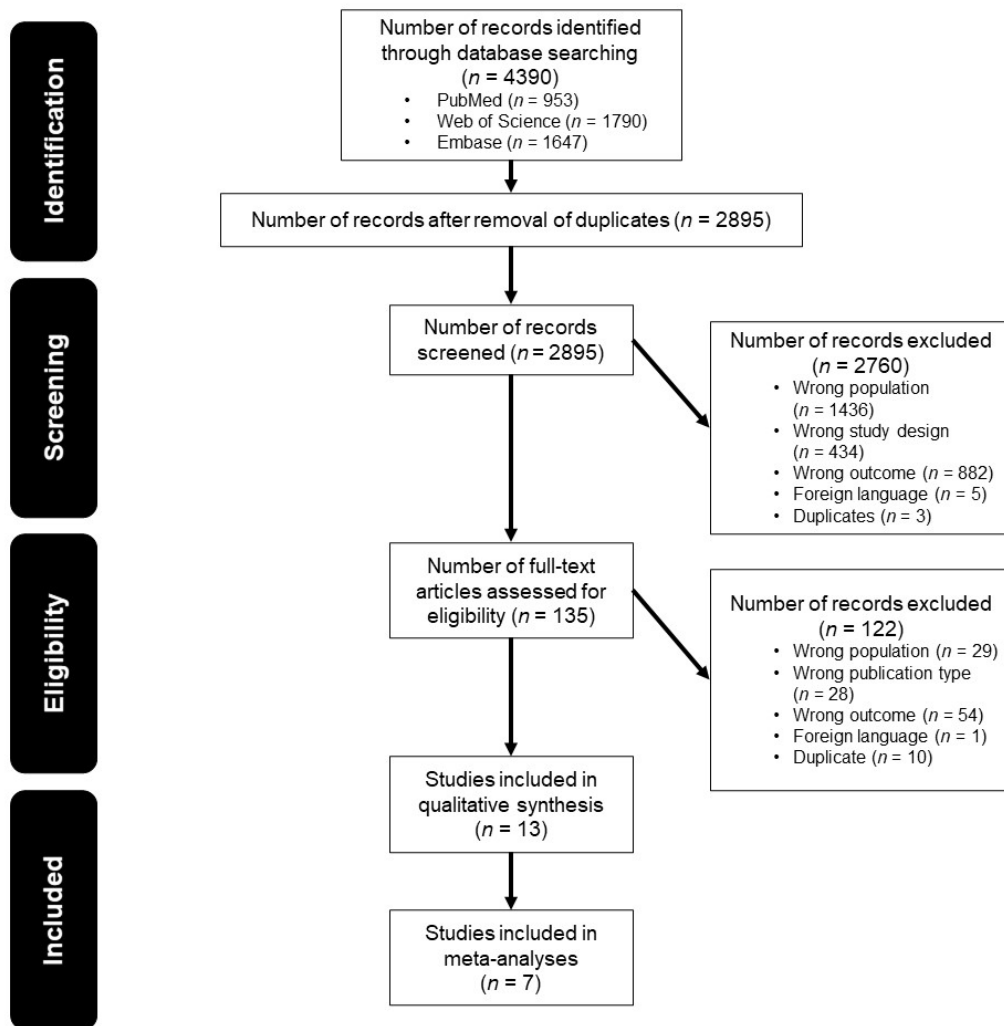 Identification
Number of records identified
through database searching
(n = 4390)
• PubMed (n = 953)
• Web of Science (n = 1790)
• Embase (n = 1647)
Number of records after removal of duplicates (n = 2895)
Screening
Number of records
screened (n = 2895)
Number of records excluded
(n = 2760)
• Wrong population
(n = 1436)
• Wrong study design
(n = 434)
• Wrong outcome (n = 882)
• Foreign language (n = 5)
• Duplicates (n = 3)
Eligibility
Number of full-text
articles assessed for
eligibility (n = 135)
Number of records excluded
(n = 122)
• Wrong population (n = 29)
• Wrong publication type
(n = 28)
• Wrong outcome (n = 54)
• Foreign language (n = 1)
• Duplicate (n = 10)
Included
Studies included in
qualitative synthesis
(n = 13)
Studies included in
meta-analyses
(n = 7)